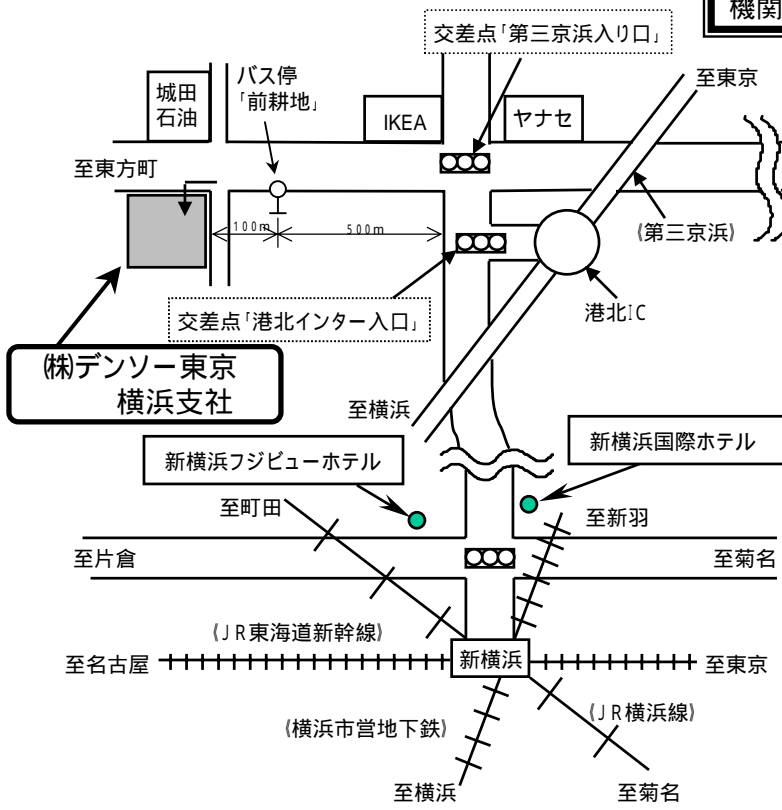 機関
交差点「第三京浜入り口」
至東京
バス停
「前耕地」
城田
石油
IKEA
ヤナセ
至東方町
(第三京浜)
100m
500m
港北IC
交差点「港北インター入口」
㈱デンソー東京
横浜支社
至横浜
新横浜国際ホテル
新横浜フジビューホテル
至町田
至新羽
至片倉
至菊名
(JR東海道新幹線)
至名古屋
新横浜
至東京
(横浜市営地下鉄)
(JR横浜線)
至横浜
至菊名